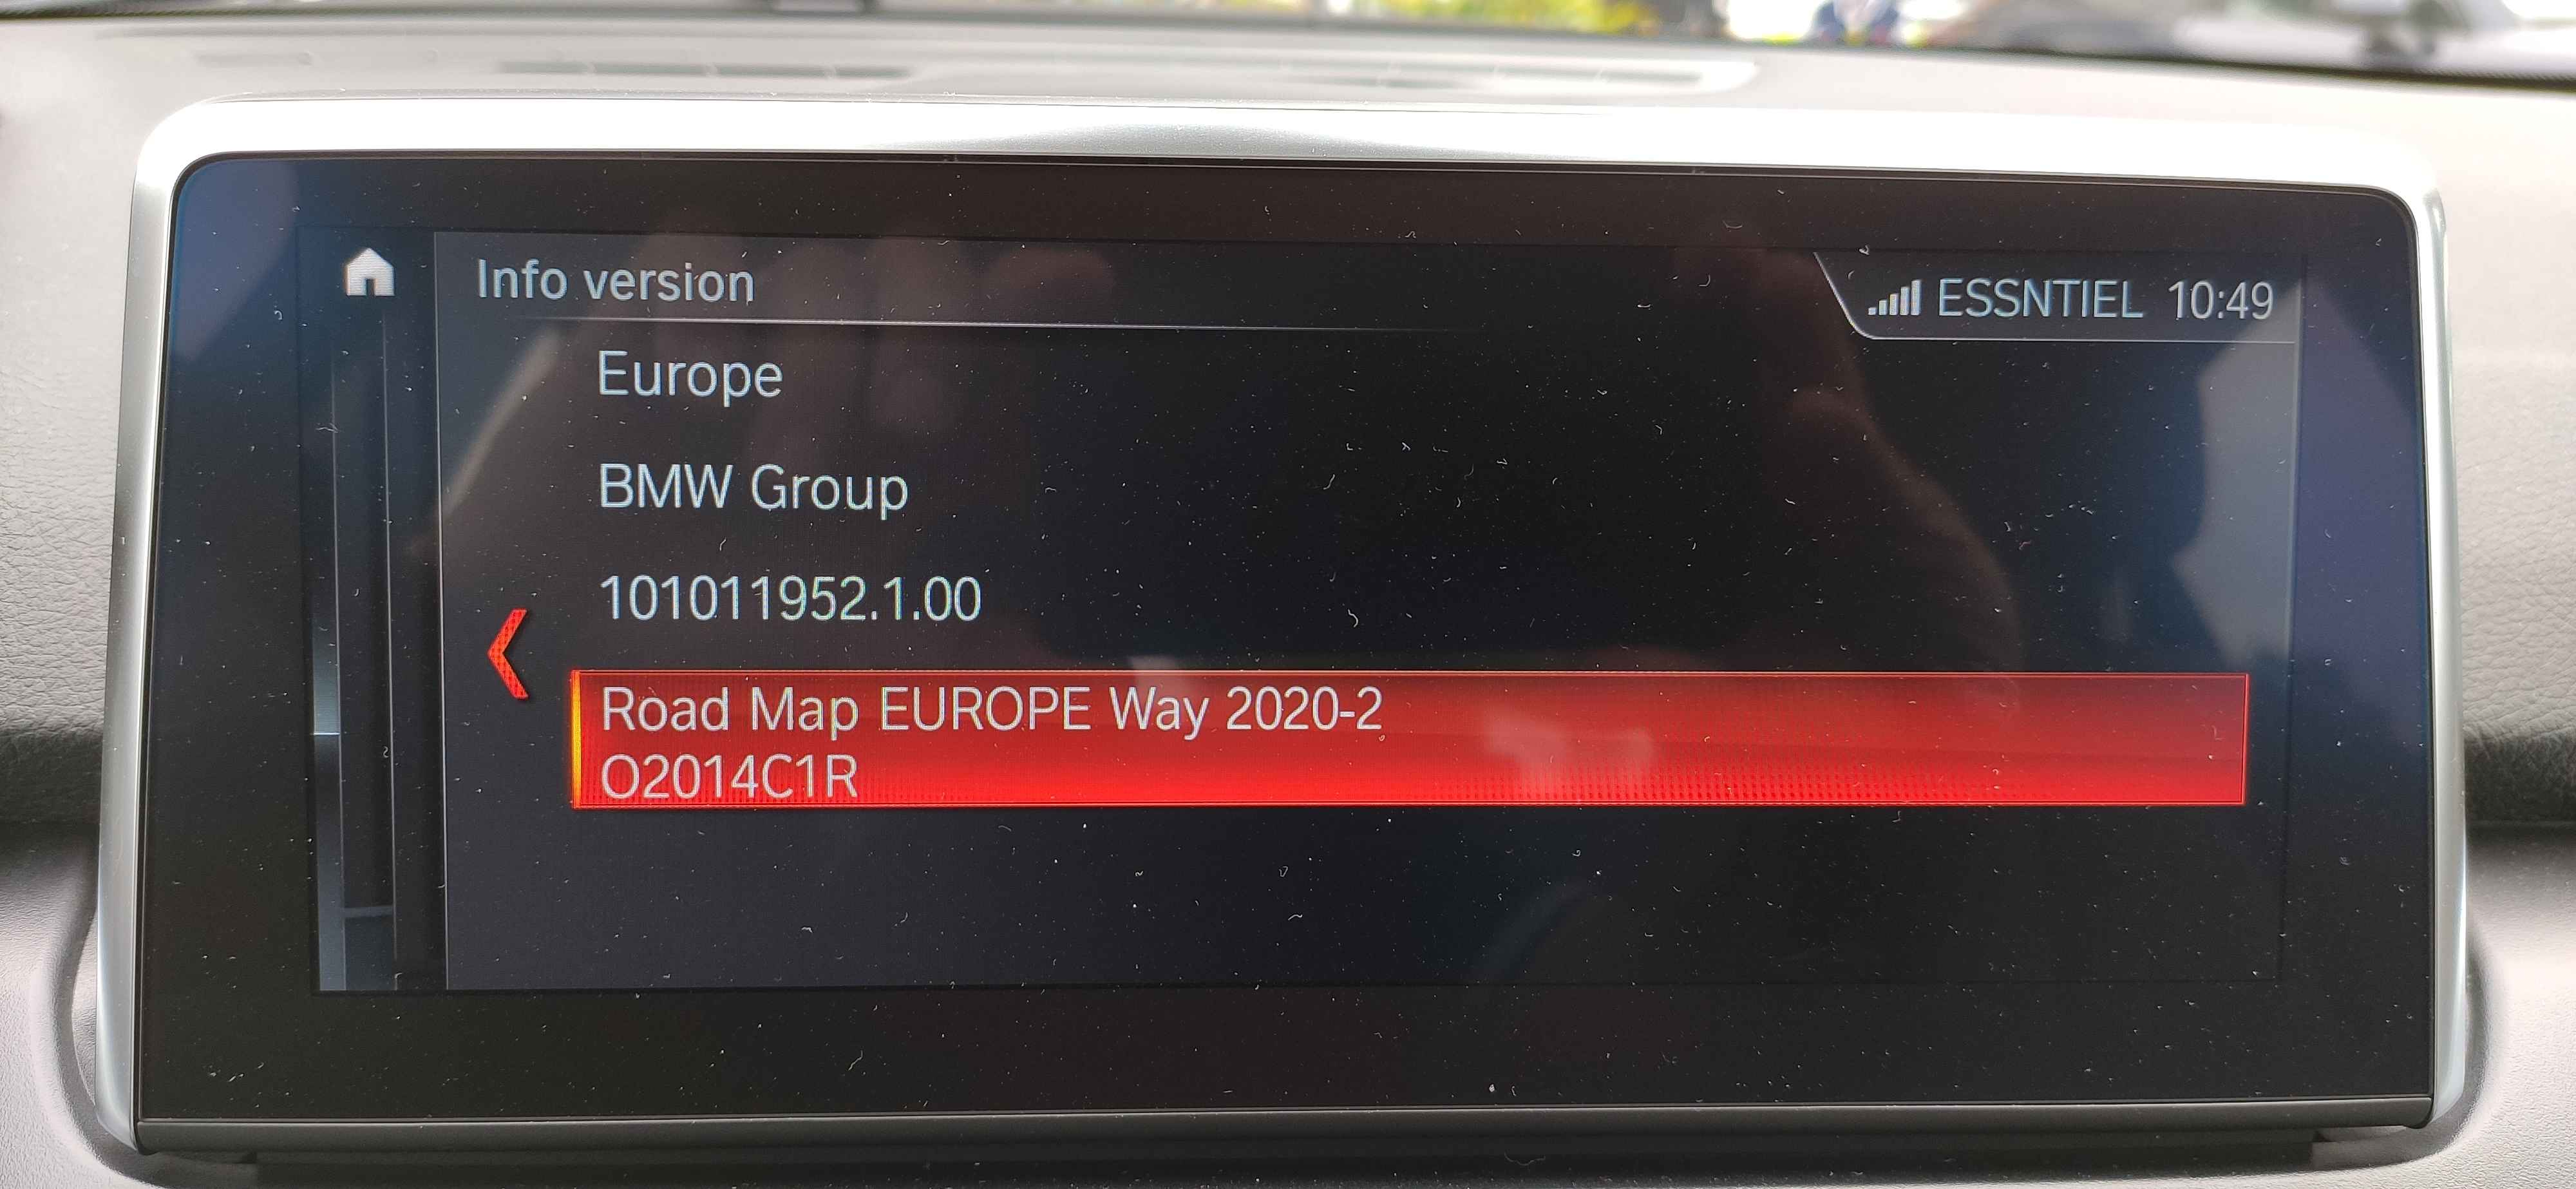 Info version
ESSNTIEL 10:49
Europe
BMW Group
101011952.1.00
Road Map EUROPE Way 2020-2
O2014C1R